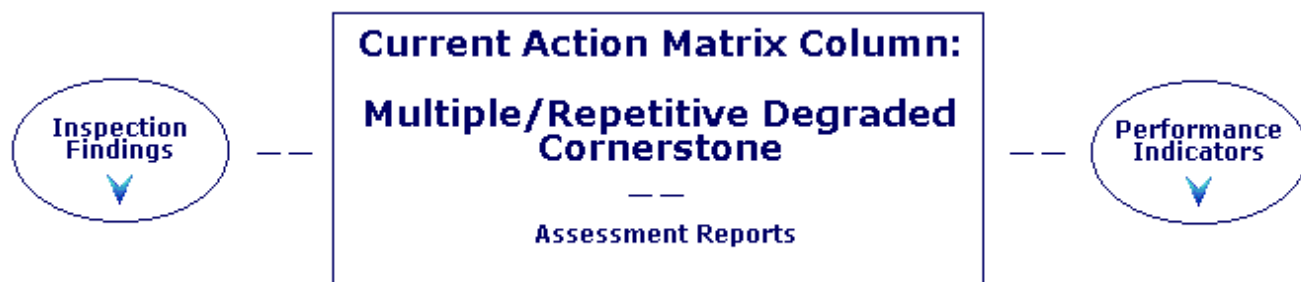 Current Action Matrix Column:
Multiple/Repetitive Degraded
Cornerstone
Assessment Reports
Inspection
Findings
Performance
Indicators